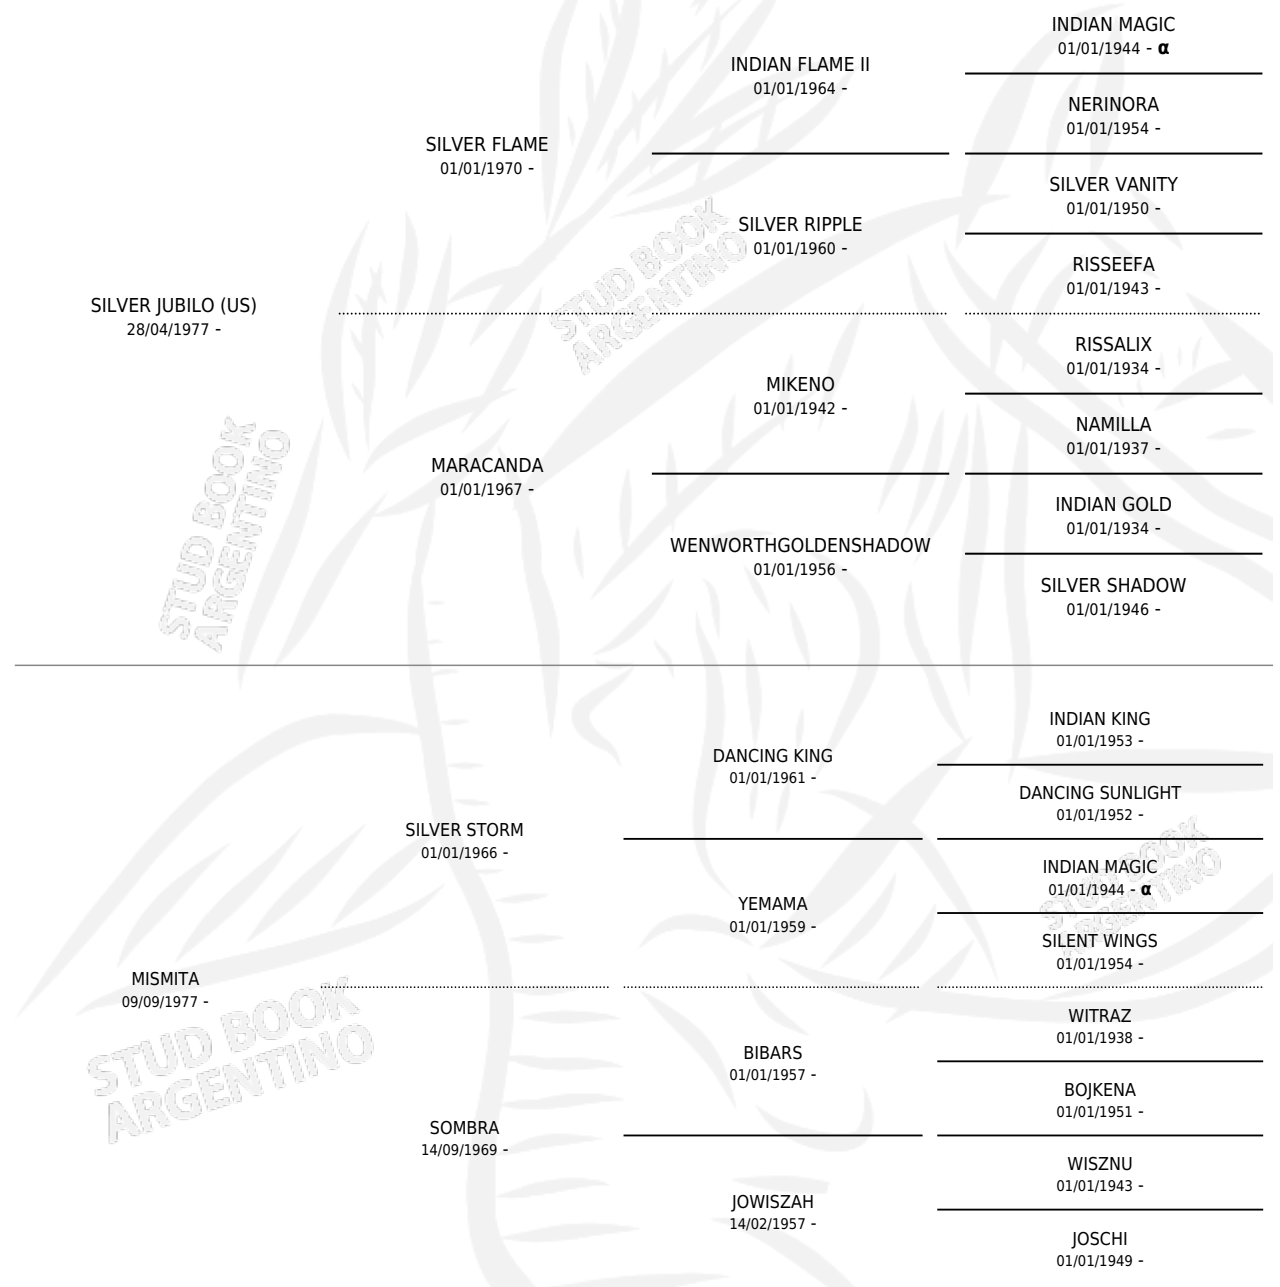 INDIAN MAGIC
01/01/1944 - α
INDIAN FLAME II
01/01/1964 -
NERINORA
01/01/1954 -
SILVER FLAME
01/01/1970 -
SILVER VANITY
01/01/1950 -
SILVER RIPPLE
01/01/1960 -
RISSEEFA
01/01/1943 -
SILVER JUBILO (US)
28/04/1977 -
RISSALIX
01/01/1934 -
MIKENO
01/01/1942 -
NAMILLA
01/01/1937 -
MARACANDA
01/01/1967 -
INDIAN GOLD
01/01/1934 -
WENWORTHGOLDENSHADOW
01/01/1956 -
SILVER SHADOW
01/01/1946 -
INDIAN KING
01/01/1953 -
DANCING KING
01/01/1961 -
DANCING SUNLIGHT
01/01/1952 -
SILVER STORM
01/01/1966 -
INDIAN MAGIC
01/01/1944 - α
YEMAMA
01/01/1959 -
SILENT WINGS
01/01/1954 -
MISMITA
09/09/1977 -
WITRAZ
01/01/1938 -
BIBARS
01/01/1957 -
BOJKENA
01/01/1951 -
SOMBRA
14/09/1969 -
WISZNU
01/01/1943 -
JOWISZAH
14/02/1957 -
JOSCHI
01/01/1949 -
STUD BOOK
ARGENTINO
STUD BOOK
ARGENTINO
STUD BOOK
ARGENTINO
STUD BOOK
ARGENTINO